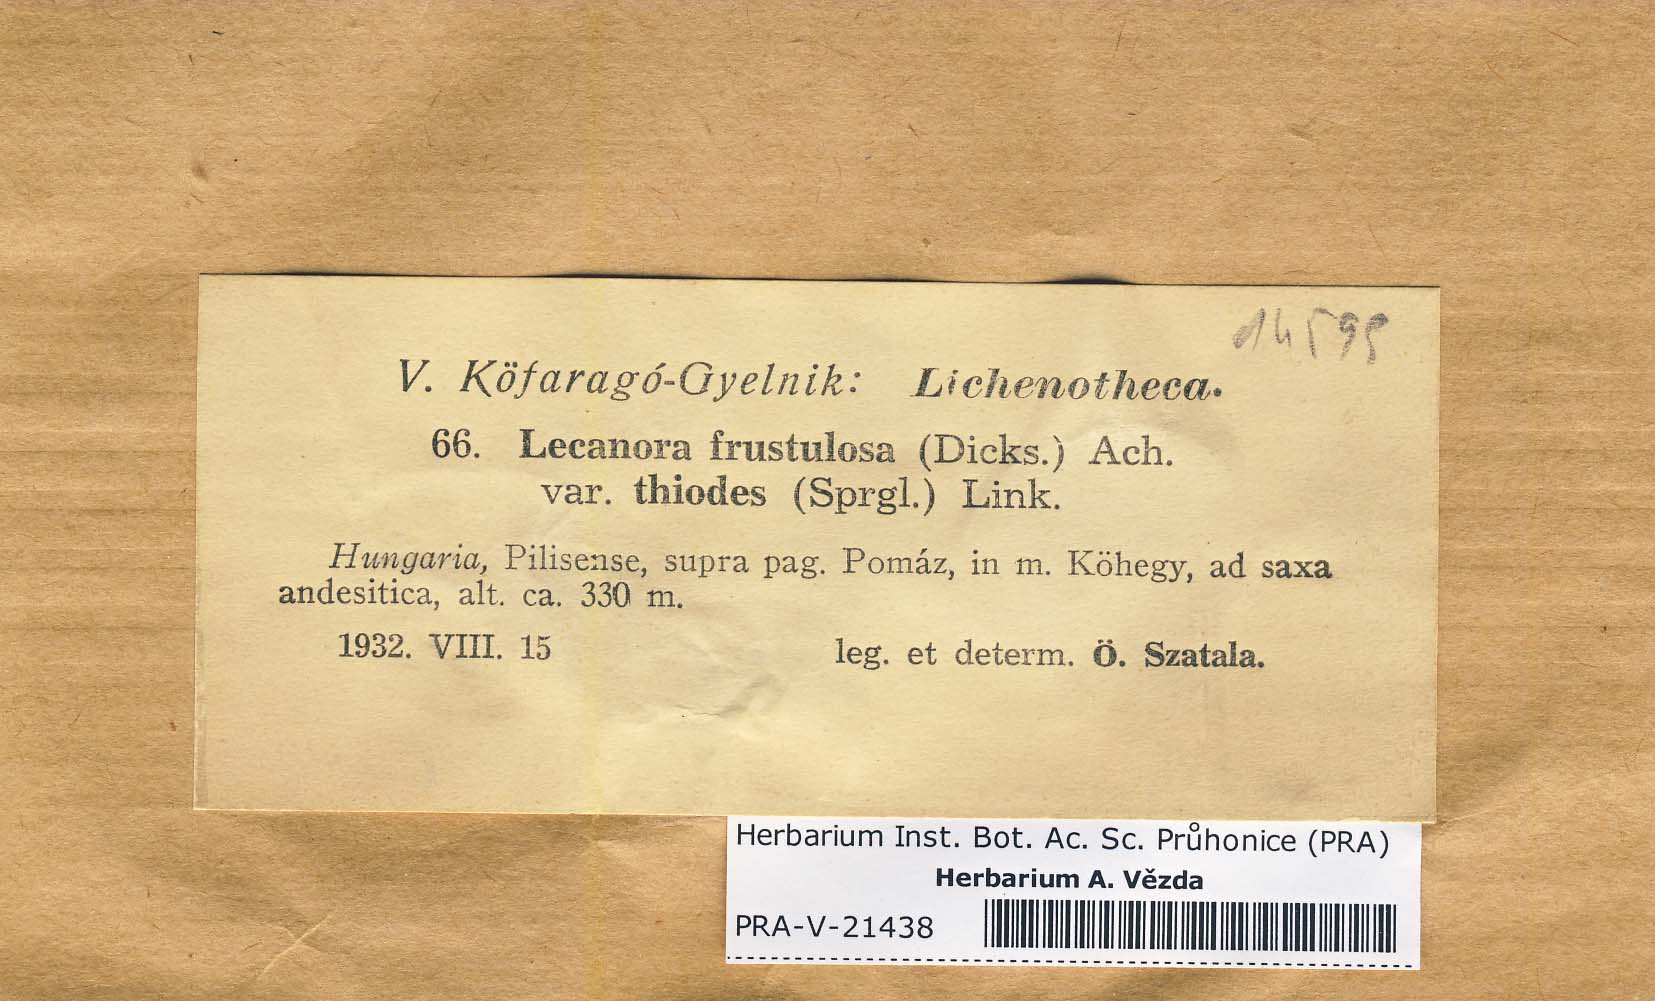 14599
V. Köfaragó-Gyelnik: Lichenotheca.
66. Lecanora frustulosa (Dicks.) Ach.
var. thiodes (Sprgl.) Link.
Hungaria, Pilisense, supra pag. Pomáz, in m. Köhegy, ad saxa
andesitica, alt. ca. 330 m.
1932. VIII. 15 leg. et determ. Ö. Szatala.
Herbarium Inst. Bot. Ac. Sc. Průhonice (PRA)
Herbarium A. Vězda
PRA-V-21438